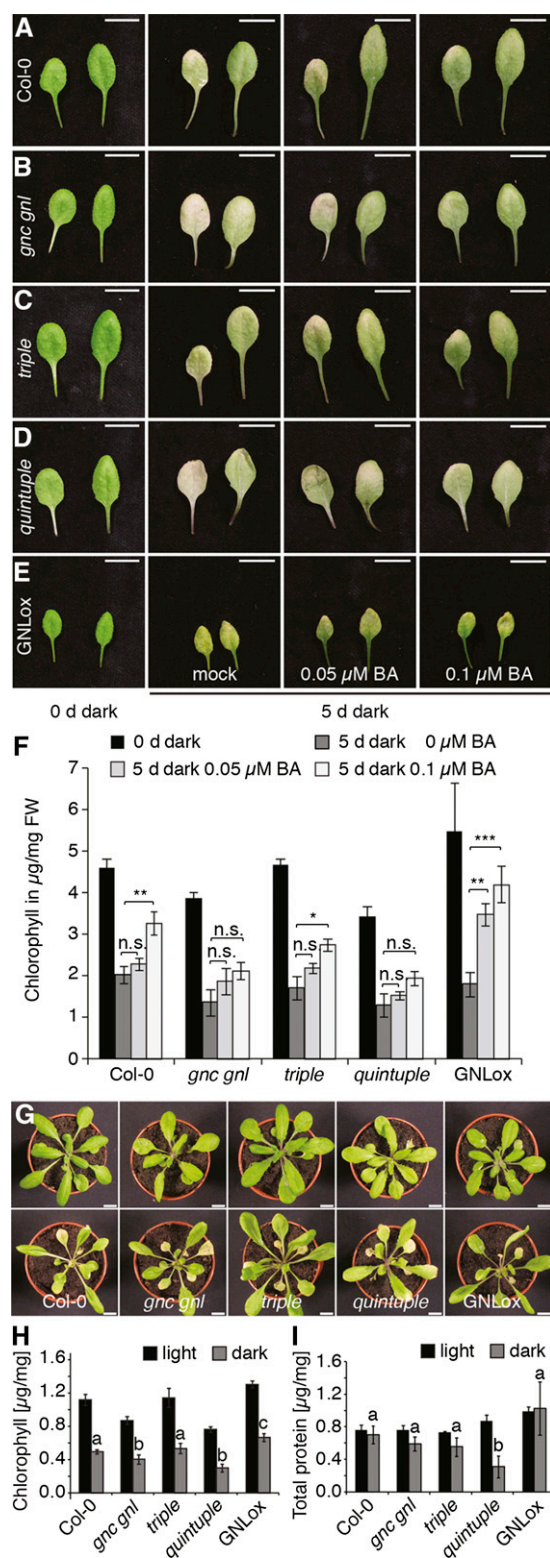 A
Col-0
B
gnc gnl
C
triple
D
quintuple
E
GNLox
mock
0.05 µM BA
0.1 µM BA
0 d dark
5 d dark
F
0 d dark
5 d dark 0 µM BA
5 d dark 0.05 µM BA
5 d dark 0.1 µM BA
Chlorophyll in µg/mg FW
7
6
5
4
3
2
1
0
n.s.
**
n.s.
n.s.
n.s
*
n.s
n.s.
**
***
Col-0
gnc gnl
triple
quintuple
GNLox
G
Col-0
gnc gnl
triple
quintuple
GNLox
H
light
dark
Chlorophyll [µg/mg]
1.6
1.2
0.8
0.4
0.0
a
b
a
b
c
Col-0
gnc gnl
triple
quintuple
GNLox
I
light
dark
Total protein [µg/mg]
1.6
1.2
0.8
0.4
0.0
a
a
a
b
a
Col-0
gnc gnl
triple
quintuple
GNLox